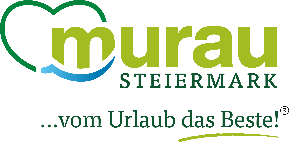 murau
STEIERMARK
...vom Urlaub das Beste!®